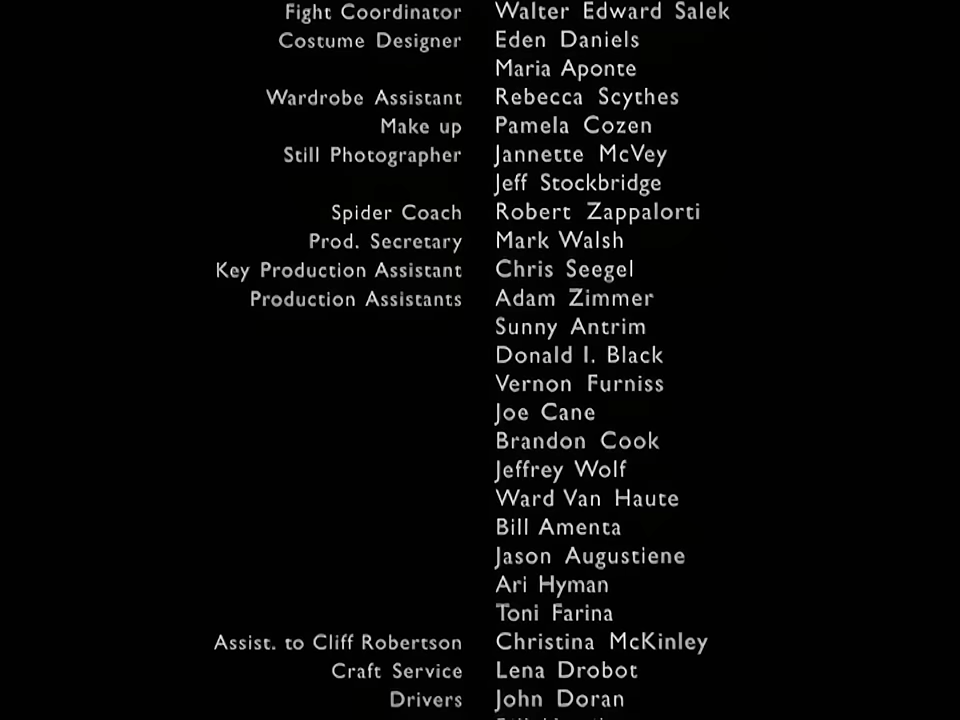 Fight Coordinator Walter Edward Salek
Costume Designer Eden Daniels
Maria Aponte
Wardrobe Assistant Rebecca Scythes
Make up Pamela Cozen
Still Photographer Jannette McVey
Jeff Stockbridge
Spider Coach Robert Zappalorti
Prod. Secretary Mark Walsh
Key Production Assistant Chris Seegel
Production Assistants Adam Zimmer
Sunny Antrim
Donald I. Black
Vernon Furniss
Joe Cane
Brandon Cook
Jeffrey Wolf
Ward Van Haute
Bill Amenta
Jason Augustiene
Ari Hyman
Toni Farina
Assist. to Cliff Robertson Christina McKinley
Craft Service Lena Drobot
Drivers John Doran